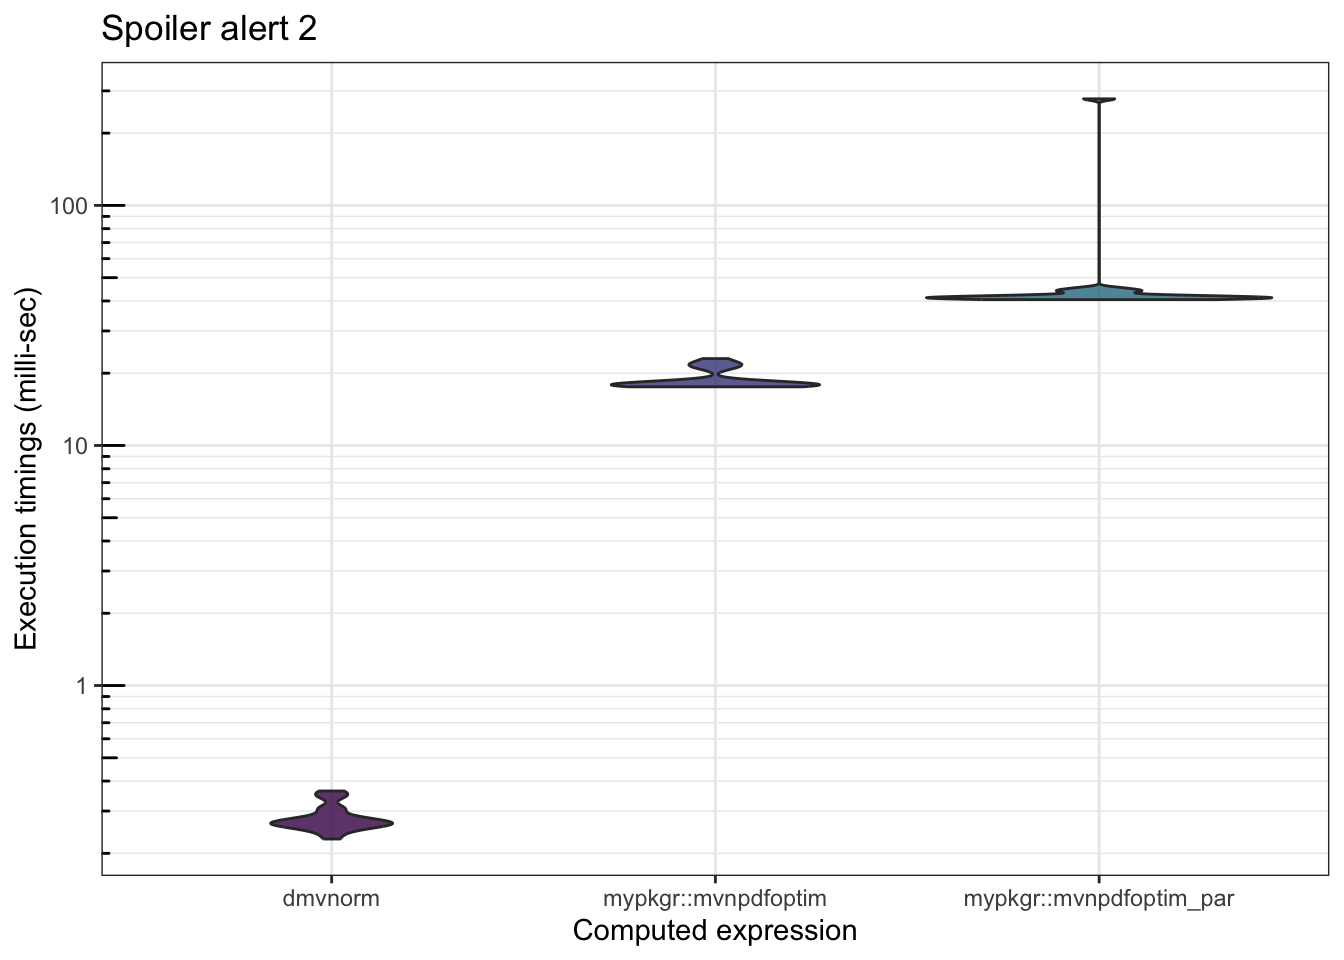 Spoiler alert 2
Execution timings (milli-sec)
100
10
1
dmvnorm
mypkgr::mvnpdfoptim
mypkgr::mvnpdfoptim_par
Computed expression